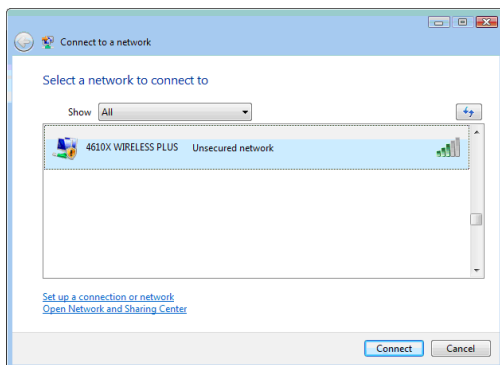 Connect to a network
Select a network to connect to
Show All
4610X WIRELESS PLUS Unsecured network
Set up a connection or network
Open Network and Sharing Center
Connect Cancel